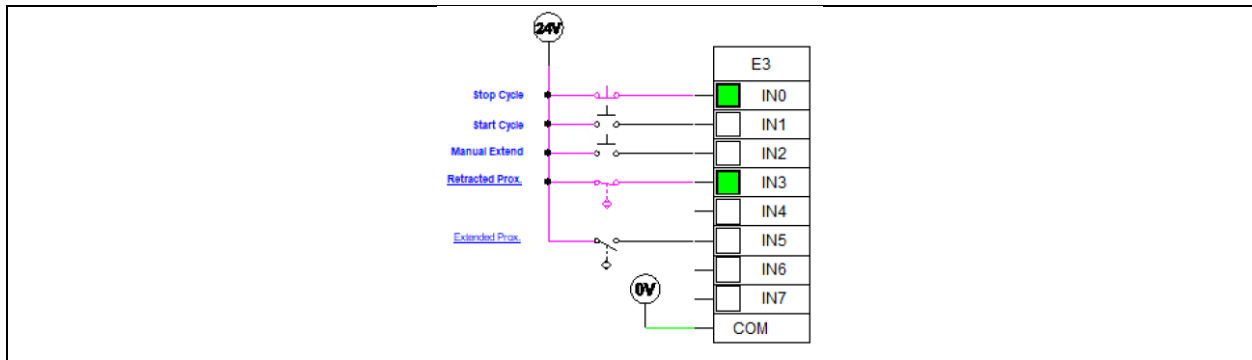 24V
E3
Stop Cycle IN0
Start Cycle IN1
Manual Extend IN2
Retracted Prox. IN3
IN4
Extended Prox. IN5
IN6
0V IN7
COM